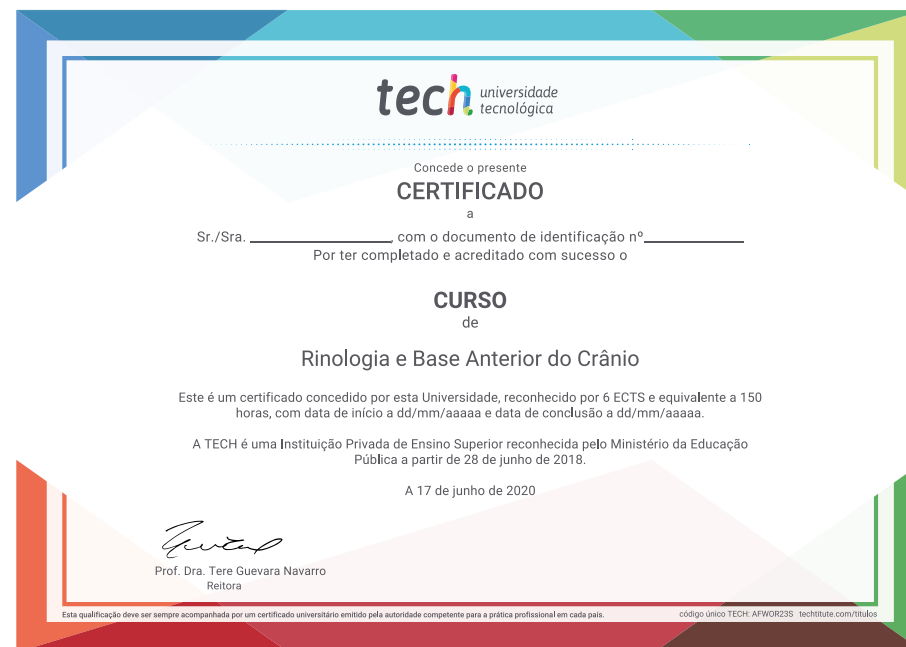 tech universidade
tecnológica
Concede o presente
CERTIFICADO
a
Sr./Sra. ____________, com o documento de identificação nº____________
Por ter completado e acreditado com sucesso o
CURSO
de
Rinologia e Base Anterior do Crânio
Este é um certificado concedido por esta Universidade, reconhecido por 6 ECTS e equivalente a 150
horas, com data de início a dd/mm/aaaaa e data de conclusão a dd/mm/aaaaa.
A TECH é uma Instituição Privada de Ensino Superior reconhecida pelo Ministério da Educação
Pública a partir de 28 de junho de 2018.
A 17 de junho de 2020
Prof. Dra. Tere Guevara Navarro
Reitora
Esta qualificação deve ser sempre acompanhada por um certificado universitário emitido pela autoridade competente para a prática profissional em cada país.
código único TECH: AFWOR23S techtitute.com/titulos